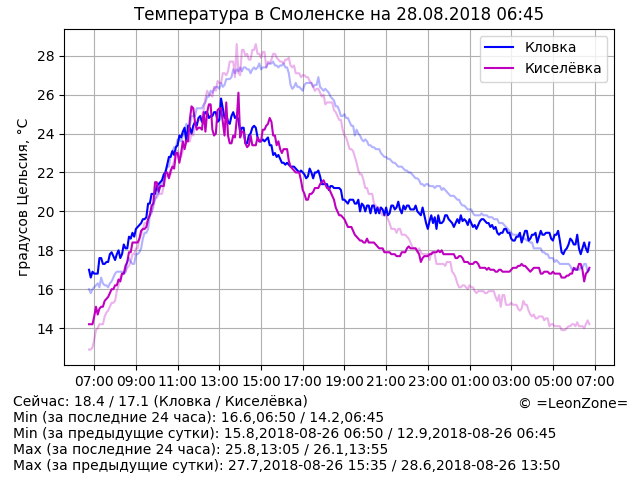 Температура в Смоленске на 28.08.2018 06:45
Кловка
Киселёвка
градусов Цельсия, °C
28
26
24
22
20
18
16
14
07:00 09:00 11:00 13:00 15:00 17:00 19:00 21:00 23:00 01:00 03:00 05:00 07:00
Сейчас: 18.4 / 17.1 (Кловка / Киселёвка)
© =LeonZone=
Min (за последние 24 часа): 16.6,06:50 / 14.2,06:45
Min (за предыдущие сутки): 15.8,2018-08-26 06:50 / 12.9,2018-08-26 06:45
Max (за последние 24 часа): 25.8,13:05 / 26.1,13:55
Max (за предыдущие сутки): 27.7,2018-08-26 15:35 / 28.6,2018-08-26 13:50